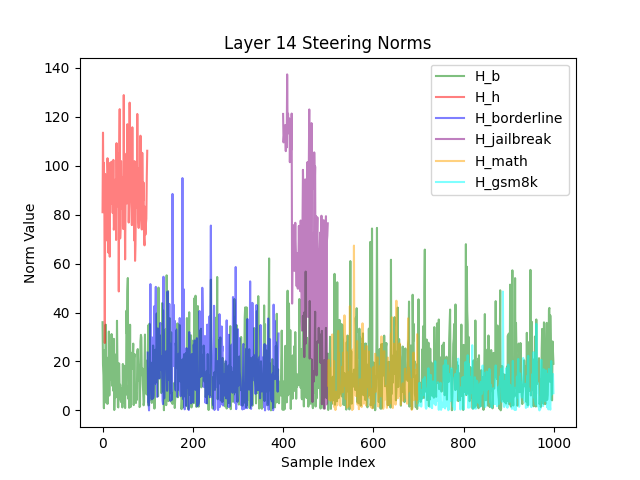 Layer 14 Steering Norms
140
120
100
80
60
40
20
0
Norm Value
H_b
H_h
H_borderline
H_jailbreak
H_math
H_gsm8k
0 200 400 600 800 1000
Sample Index